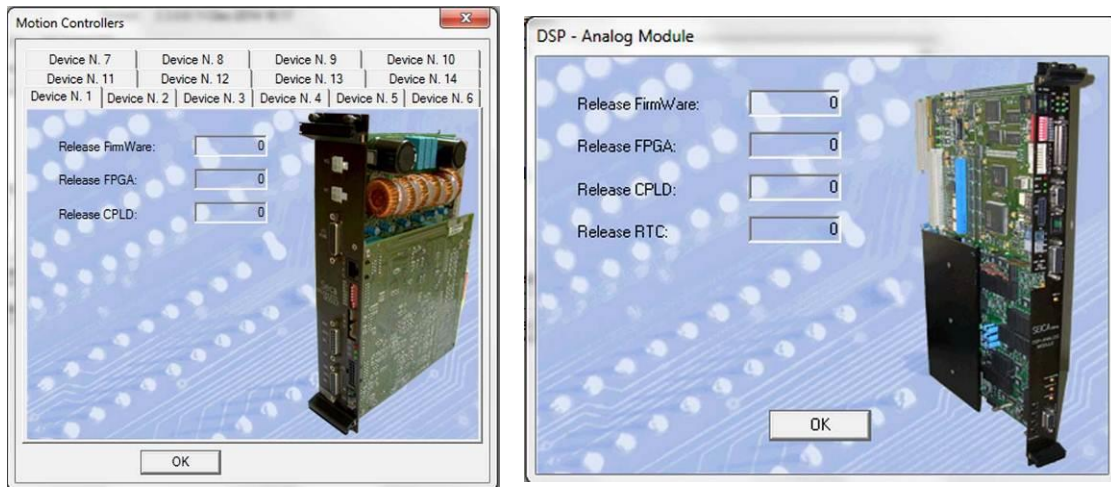 Motion Controllers
Device N. 7 Device N. 8 Device N. 9 Device N. 10
Device N. 11 Device N. 12 Device N. 13 Device N. 14
Device N. 1 Device N. 2 Device N. 3 Device N. 4 Device N. 5 Device N. 6
Release FirmWare: 0
Release FPGA: 0
Release CPLD: 0
OK
DSP - Analog Module
Release FirmWare: 0
Release FPGA: 0
Release CPLD: 0
Release RTC: 0
SEICA
OK